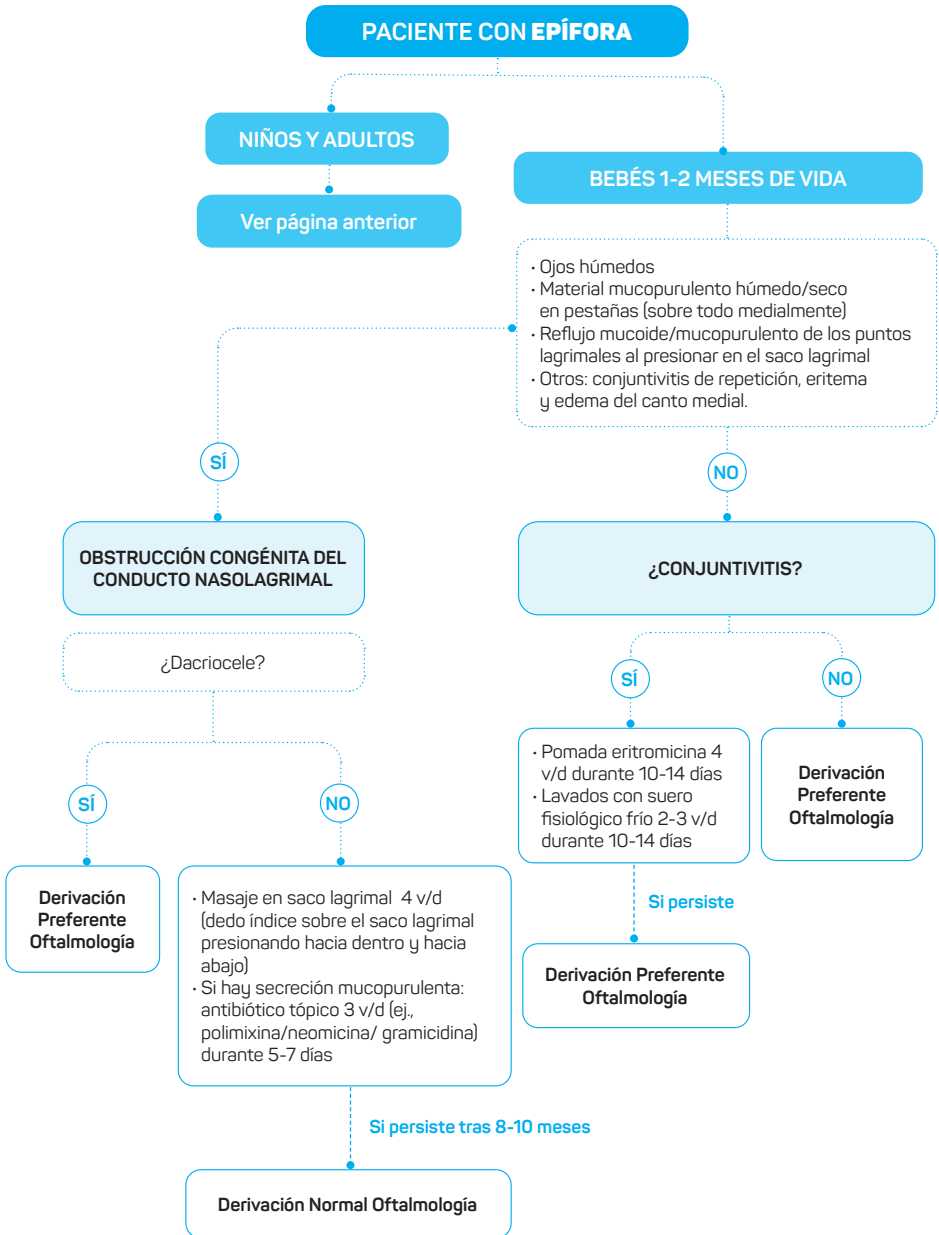 PACIENTE CON EPÍFORA
NIÑOS Y ADULTOS
Ver página anterior
BEBÉS 1-2 MESES DE VIDA
· Ojos húmedos
· Material mucopurulento húmedo/seco
en pestañas (sobre todo medialmente)
· Reflujo mucoide/mucopurulento de los puntos
lagrimales al presionar en el saco lagrimal
· Otros: conjuntivitis de repetición, eritema
y edema del canto medial.
SÍ
NO
OBSTRUCCIÓN CONGÉNITA DEL
CONDUCTO NASOLAGRIMAL
¿Dacriocele?
SÍ
NO
Derivación
Preferente
Oftalmología
· Masaje en saco lagrimal 4 v/d
(dedo índice sobre el saco lagrimal
presionando hacia dentro y hacia
abajo)
· Si hay secreción mucopurulenta:
antibiótico tópico 3 v/d (ej.,
polimixina/neomicina/ gramicidina)
durante 5-7 días
Si persiste tras 8-10 meses
Derivación Normal Oftalmología
¿CONJUNTIVITIS?
SÍ
NO
· Pomada eritromicina 4
v/d durante 10-14 días
· Lavados con suero
fisiológico frío 2-3 v/d
durante 10-14 días
Si persiste
Derivación Preferente
Oftalmología
Derivación
Preferente
Oftalmología